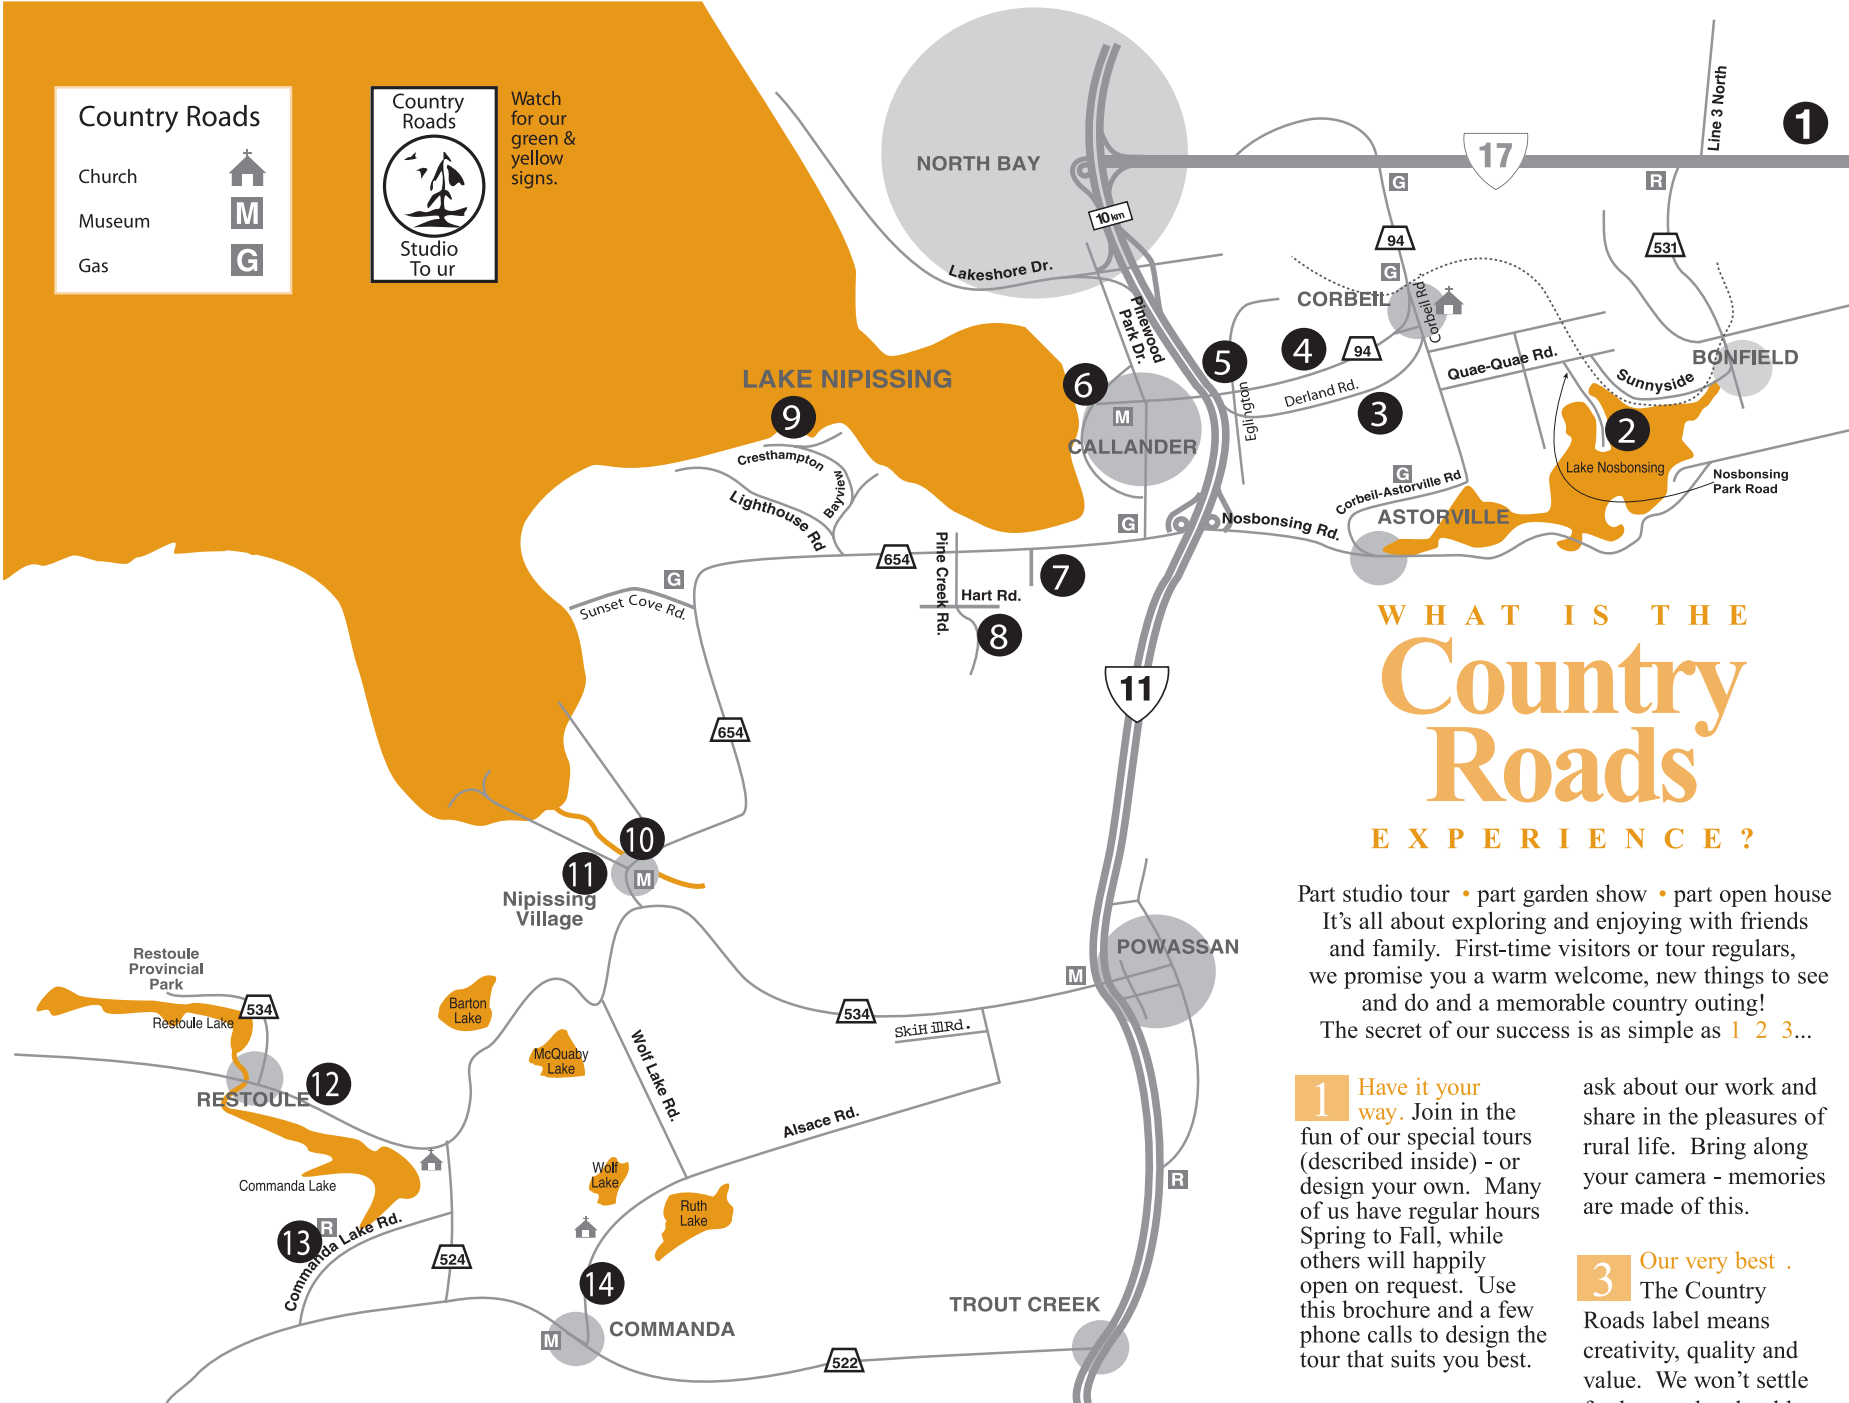 Country Roads
Church
Museum
M
Gas
G
Country
Roads
Studio
To ur
Watch
for our
green &
yellow
signs.
NORTH BAY
10 km
Lakeshore Dr.
Pinewood
Park Dr.
17
Line 3 North
1
G
R
94
531
G
CORBEIL
Corbeil Rd
BONFIELD
Quae-Quae Rd.
Sunnyside
5
4
94
Derland Rd.
3
Eglington
2
Lake Nosbonsing
Nosbonsing
Park Road
LAKE NIPISSING
6
M
CALLANDER
9
Cresthampton
Bayview
Lighthouse Rd
G
Corbeil-Astorville Rd
ASTORVILLE
G
Nosbonsing Rd.
654
Pine Creek Rd.
Hart Rd.
7
8
G
Sunset Cove Rd.
654
11
10
11
M
Nipissing
Village
POWASSAN
M
Restoule
Provincial
Park
534
Restoule Lake
Barton
Lake
534
SkiHillRd.
McQuaby
Lake
Wolf Lake Rd.
Alsace Rd.
RESTOULE
12
Commanda Lake
Wolf
Lake
Ruth
Lake
R
13
R
Commanda Lake Rd.
524
14
M
COMMANDA
TROUT CREEK
522
WHAT IS THE
Country
Roads
EXPERIENCE?
Part studio tour • part garden show • part open house
It's all about exploring and enjoying with friends
and family. First-time visitors or tour regulars,
we promise you a warm welcome, new things to see
and do and a memorable country outing!
The secret of our success is as simple as 1 2 3...
1 Have it your
way. Join in the
fun of our special tours
(described inside) - or
design your own. Many
of us have regular hours
Spring to Fall, while
others will happily
open on request. Use
this brochure and a few
phone calls to design the
tour that suits you best.
ask about our work and
share in the pleasures of
rural life. Bring along
your camera - memories
are made of this.
3 Our very best .
The Country
Roads label means
creativity, quality and
value. We won't settle